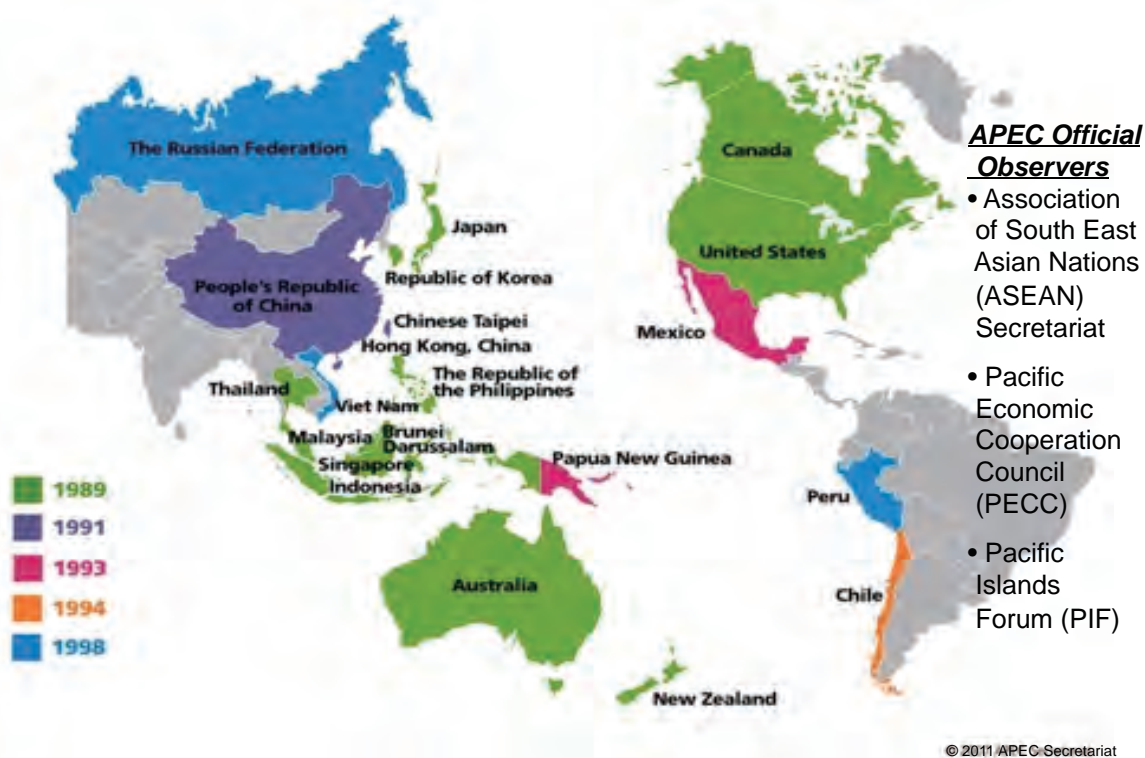 The Russian Federation
Japan
Republic of Korea
People's Republic
of China
Chinese Taipei
Hong Kong, China
Thailand
The Republic of
the Philippines
Viet Nam
Malaysia
Brunei
Darussalam
Singapore
Indonesia
Papua New Guinea
Australia
New Zealand
Canada
United States
Mexico
Peru
Chile
1989
1991
1993
1994
1998
APEC Official
Observers
• Association
of South East
Asian Nations
(ASEAN)
Secretariat
• Pacific
Economic
Cooperation
Council
(PECC)
• Pacific
Islands
Forum (PIF)
© 2011 APEC Secretariat